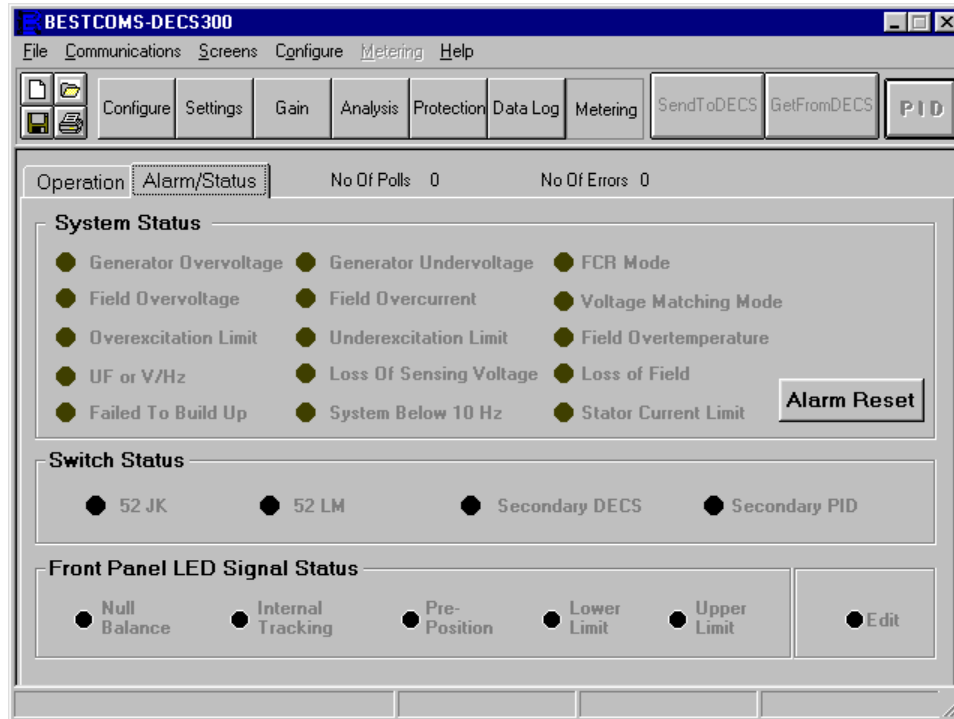 BESTCOMS-DECS300
File Communications Screens Configure Metering Help
Configure Settings Gain Analysis Protection Data Log Metering SendToDECS GetFromDECS PID
Operation Alarm/Status No Of Polls 0 No Of Errors 0
System Status
Generator Overvoltage Generator Undervoltage FCR Mode
Field Overvoltage Field Overcurrent Voltage Matching Mode
Overexcitation Limit Underexcitation Limit Field Overtemperature
UF or V/Hz Loss Of Sensing Voltage Loss of Field
Failed To Build Up System Below 10 Hz Stator Current Limit
Alarm Reset
Switch Status
52 JK 52 LM Secondary DECS Secondary PID
Front Panel LED Signal Status
Null Balance
Internal Tracking
Pre-Position
Lower Limit
Upper Limit
Edit